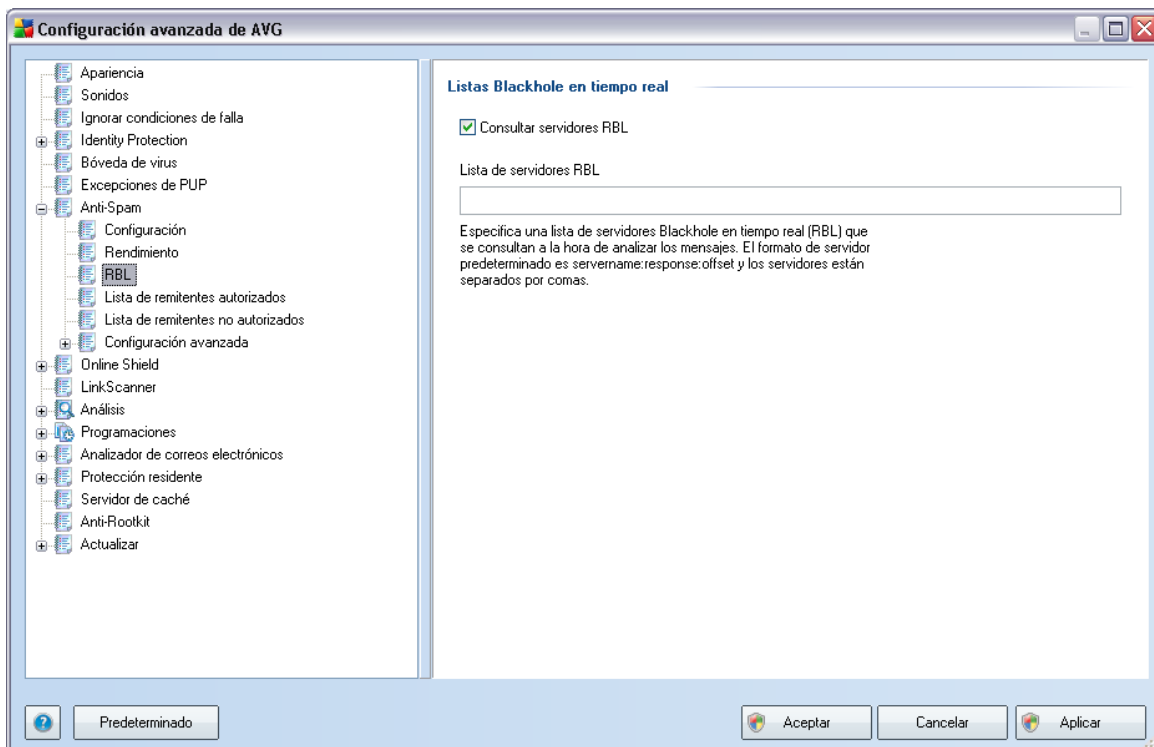 Configuración avanzada de AVG
Apariencia
Sonidos
Ignorar condiciones de falla
Identity Protection
Bóveda de virus
Excepciones de PUP
Anti-Spam
Configuración
Rendimiento
RBL
Lista de remitentes autorizados
Lista de remitentes no autorizados
Configuración avanzada
Online Shield
LinkScanner
Análisis
Programaciones
Analizador de correos electrónicos
Protección residente
Servidor de caché
Anti-Rootkit
Actualizar
Listas Blackhole en tiempo real
Consultar servidores RBL
Lista de servidores RBL
Especifica una lista de servidores Blackhole en tiempo real (RBL) que
se consultan a la hora de analizar los mensajes. El formato de servidor
predeterminado es servername:response:offset y los servidores están
separados por comas.
?
Predeterminado
Aceptar
Cancelar
Aplicar